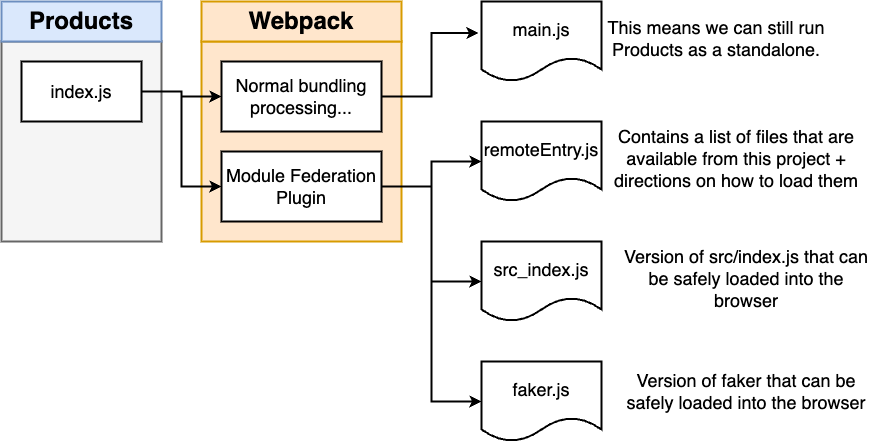 Products
index.js
Webpack
Normal bundling
processing...
Module Federation
Plugin
main.js
This means we can still run
Products as a standalone.
remoteEntry.js
Contains a list of files that are
available from this project +
directions on how to load them
src_index.js
Version of src/index.js that can
be safely loaded into the
browser
faker.js
Version of faker that can be
safely loaded into the browser